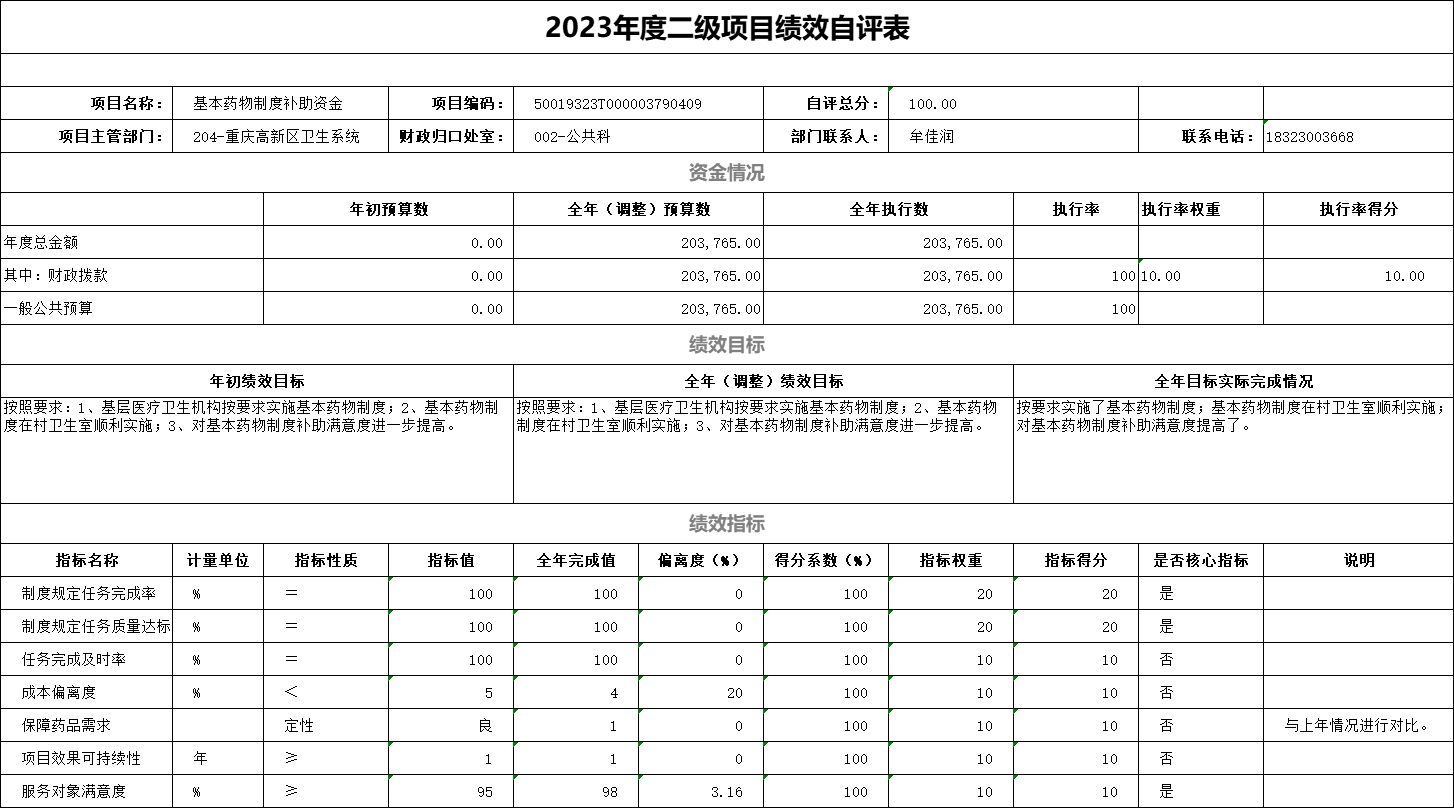 2023年度二级项目绩效自评表
项目名称： 基本药物制度补助资金 项目编码： 50019323T000003790409 自评总分： 100.00
项目主管部门： 204-重庆高新区卫生系统 财政归口处室： 002-公共科 部门联系人： 牟佳润 联系电话： 18323003668
资金情况
年初预算数 全年（调整）预算数 全年执行数 执行率 执行率权重 执行率得分
年度总金额 0.00 203,765.00 203,765.00
其中：财政拨款 0.00 203,765.00 203,765.00 100 10.00 10.00
一般公共预算 0.00 203,765.00 203,765.00 100
绩效目标
年初绩效目标 全年（调整）绩效目标 全年目标实际完成情况
按照要求：1、基层医疗卫生机构按要求实施基本药物制度；2、基本药物制
度在村卫生室顺利实施；3、对基本药物制度补助满意度进一步提高。
按照要求：1、基层医疗卫生机构按要求实施基本药物制度；2、基本药物
制度在村卫生室顺利实施；3、对基本药物制度补助满意度进一步提高。
按要求实施了基本药物制度；基本药物制度在村卫生室顺利实施；
对基本药物制度补助满意度提高了。
绩效指标
指标名称 计量单位 指标性质 指标值 全年完成值 偏离度（%） 得分系数（%） 指标权重 指标得分 是否核心指标 说明
制度规定任务完成率 % ＝ 100 100 0 100 20 20 是
制度规定任务质量达标 % ＝ 100 100 0 100 20 20 是
任务完成及时率 % ＝ 100 100 0 100 10 10 否
成本偏离度 % ＜ 5 4 20 100 10 10 否
保障药品需求 定性 良 1 0 100 10 10 否 与上年情况进行对比。
项目效果可持续性 年 ≥ 1 1 0 100 10 10 否
服务对象满意度 % ≥ 95 98 3.16 100 10 10 是